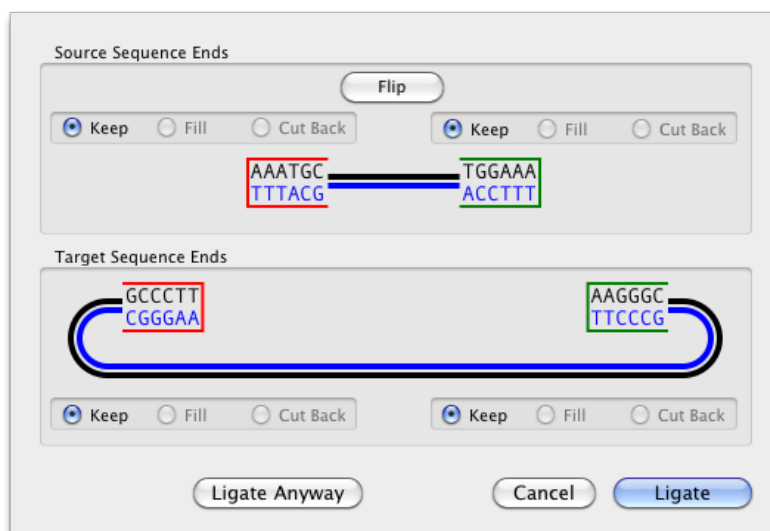 Source Sequence Ends
Flip
Keep Fill Cut Back Keep Fill Cut Back
AAATGC TGGAAA
TTTACG ACCTTT
Target Sequence Ends
GCCCTT AAGGGC
CGGGAA TTCCCG
Keep Fill Cut Back Keep Fill Cut Back
Ligate Anyway Cancel Ligate